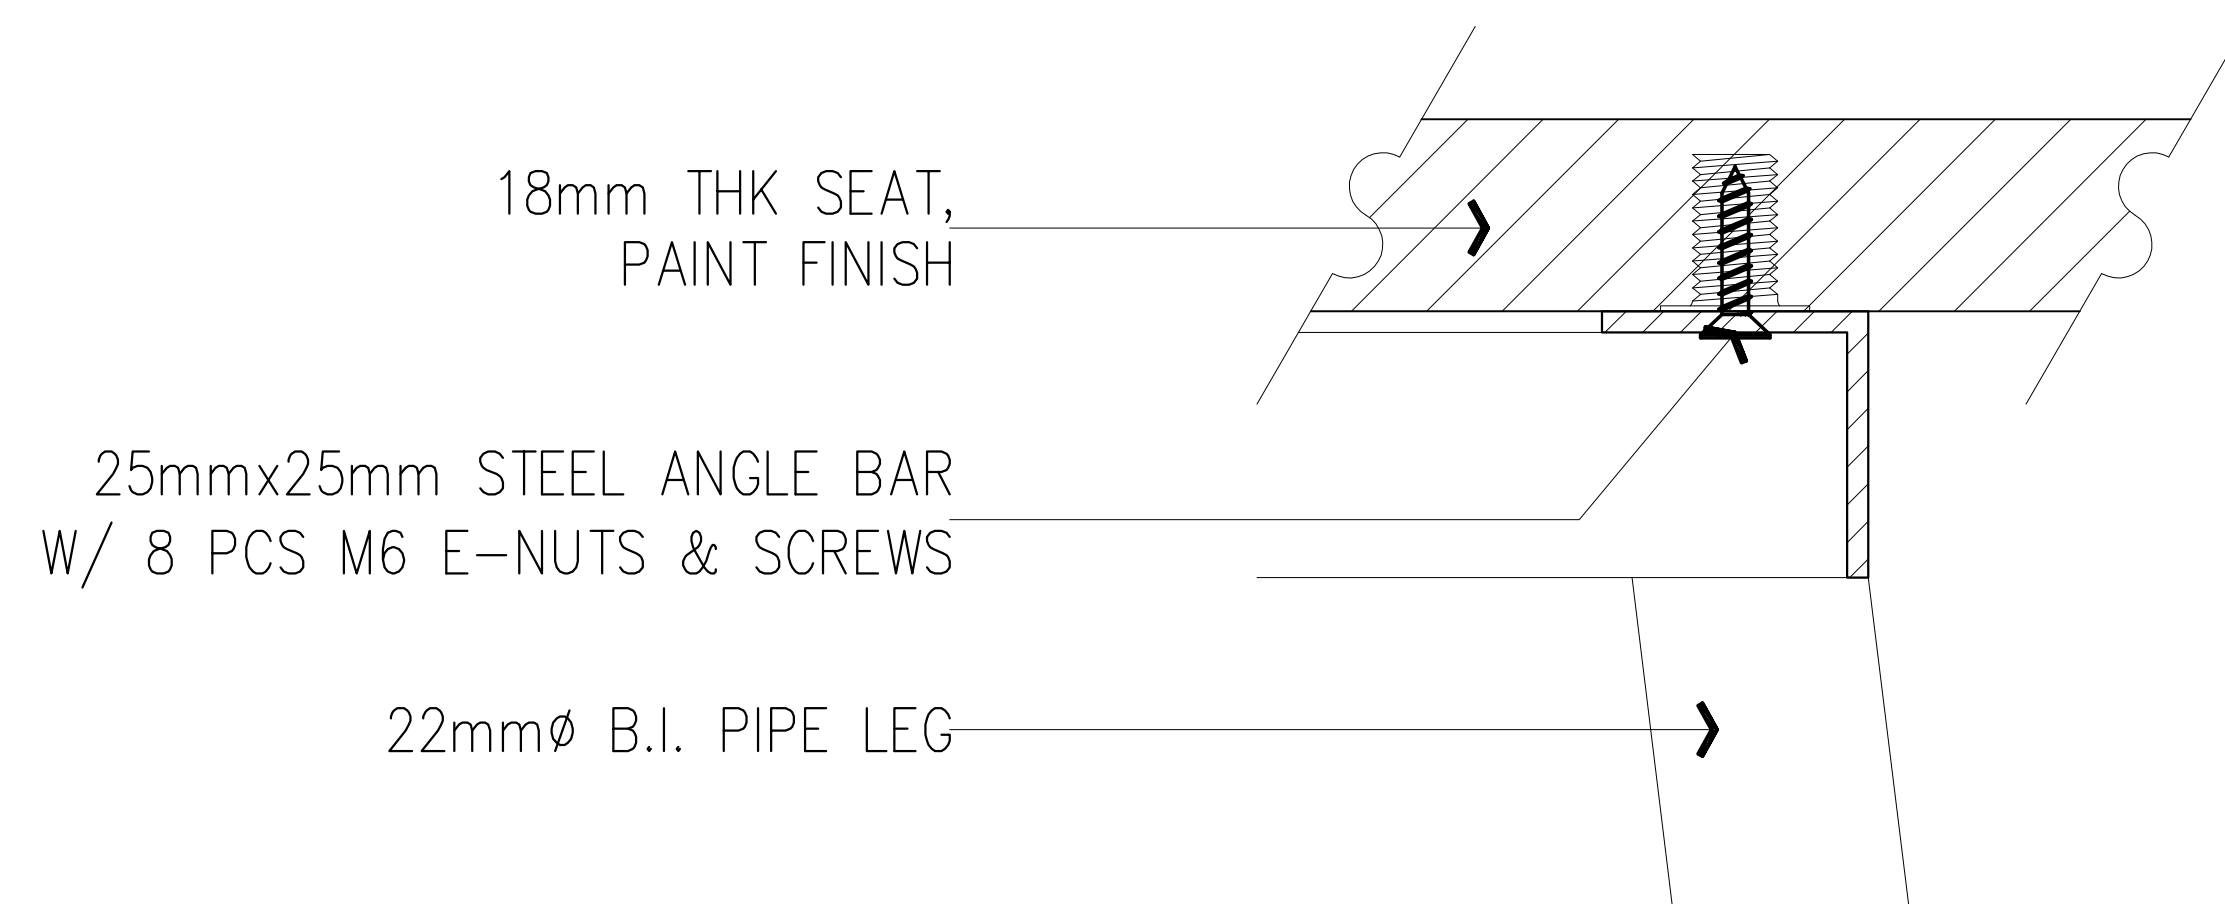 18mm THK SEAT,
PAINT FINISH
25mmx25mm STEEL ANGLE BAR
W/ 8 PCS M6 E-NUTS & SCREWS
22mmø B.I. PIPE LEG